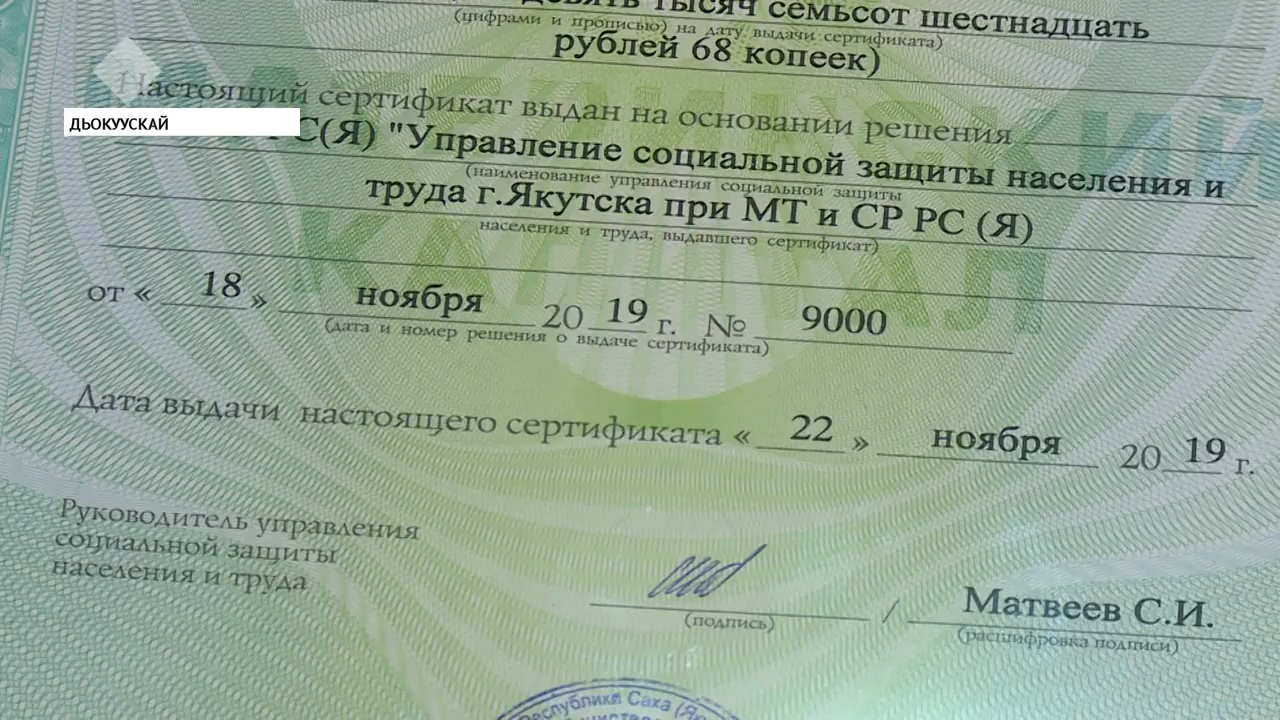 тысяч семьсот шестнадцать
(цифрами и прописью) на дату выдачи сертификата)
рублей 68 копеек)
Настоящий сертификат выдан на основании решения
ДЬОКУУСКАЙ
РС(Я) "Управление социальной защиты населения и
(наименование управления социальной защиты
труда г.Якутска при МТ и СР РС (Я)
населения и труда, выдавшего сертификат)
от « 18 » ноября 20 19 г. № 9000
(дата и номер решения о выдаче сертификата)
Дата выдачи настоящего сертификата « 22 » ноября 20 19 г.
Руководитель управления
социальной защиты
населения и труда
/ Матвеев С.И.
(подпись) (расшифровка подписи)
Республика Саха